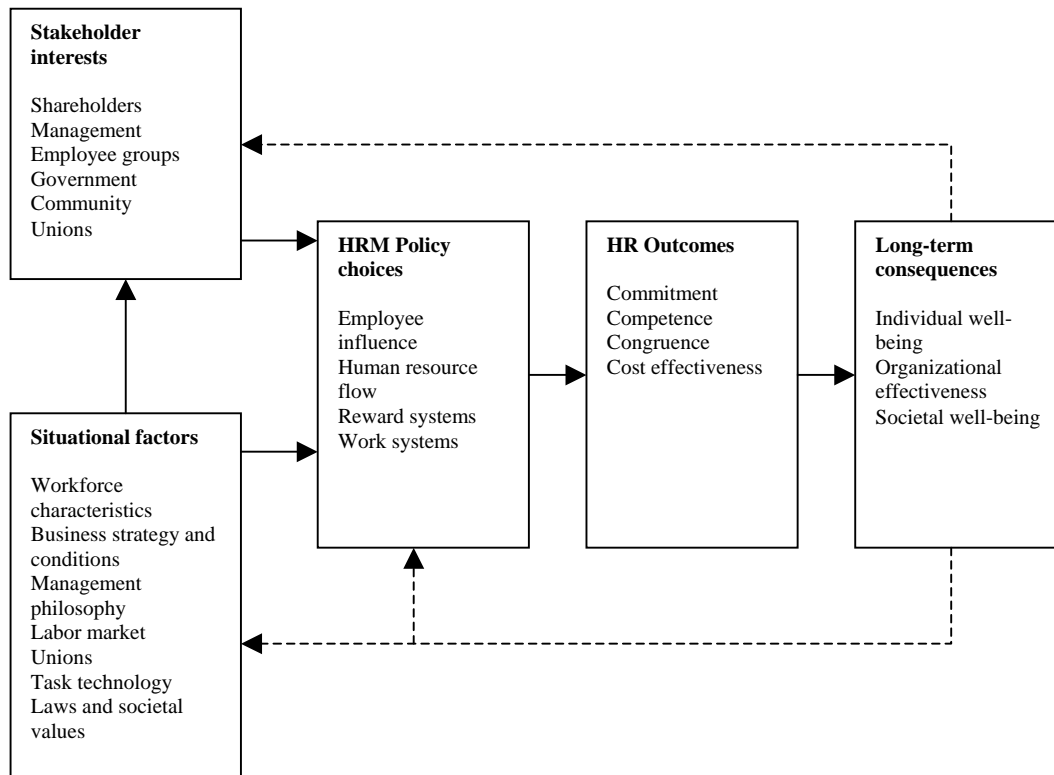 Stakeholder
interests
Shareholders
Management
Employee groups
Government
Community
Unions
Situational factors
Workforce
characteristics
Business strategy and
conditions
Management
philosophy
Labor market
Unions
Task technology
Laws and societal
values
HRM Policy
choices
Employee
influence
Human resource
flow
Reward systems
Work systems
HR Outcomes
Commitment
Competence
Congruence
Cost effectiveness
Long-term
consequences
Individual well-
being
Organizational
effectiveness
Societal well-being